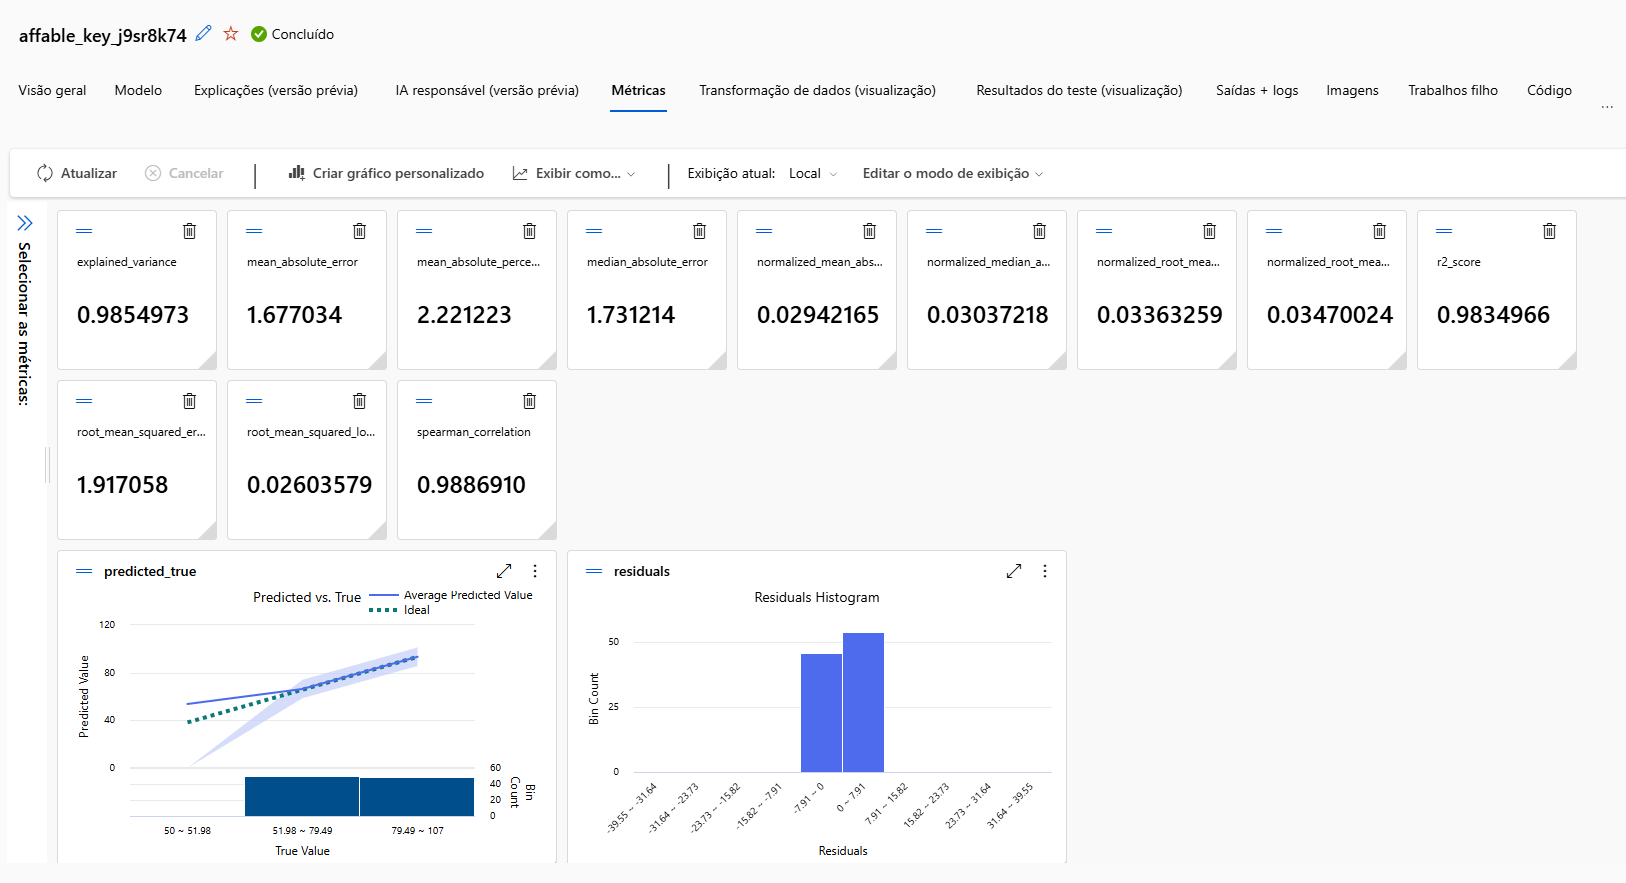 affable_key_j9sr8k74 Concluído
Visão geral Modelo Explicações (versão prévia) IA responsável (versão prévia) Métricas Transformação de dados (visualização) Resultados do teste (visualização) Saídas + logs Imagens Trabalhos filho Código ...
Atualizar Cancelar Criar gráfico personalizado Exibir como... Exibição atual: Local Editar o modo de exibição
Selecionar as métricas:
explained_variance
0.9854973
mean_absolute_error
1.677034
mean_absolute_perce...
2.221223
median_absolute_error
1.731214
normalized_mean_abs...
0.02942165
normalized_median_a...
0.03037218
normalized_root_mea...
0.03363259
normalized_root_mea...
0.03470024
r2_score
0.9834966
root_mean_squared_er...
1.917058
root_mean_squared_lo...
0.02603579
spearman_correlation
0.9886910
predicted_true
Predicted vs. True
Average Predicted Value
Ideal
Predicted Value
120
80
40
0
60
40
20
0
Bin
Count
50 ~ 51.98 51.98 ~ 79.49 79.49 ~ 107
True Value
residuals
Residuals Histogram
Bin Count
50
25
0
-39.55 ~ -31.64 -31.64 ~ -23.73 -23.73 ~ -15.82 -15.82 ~ -7.91 -7.91 ~ 0 0 ~ 7.91 7.91 ~ 15.82 15.82 ~ 23.73 23.73 ~ 31.64 31.64 ~ 39.55
Residuals